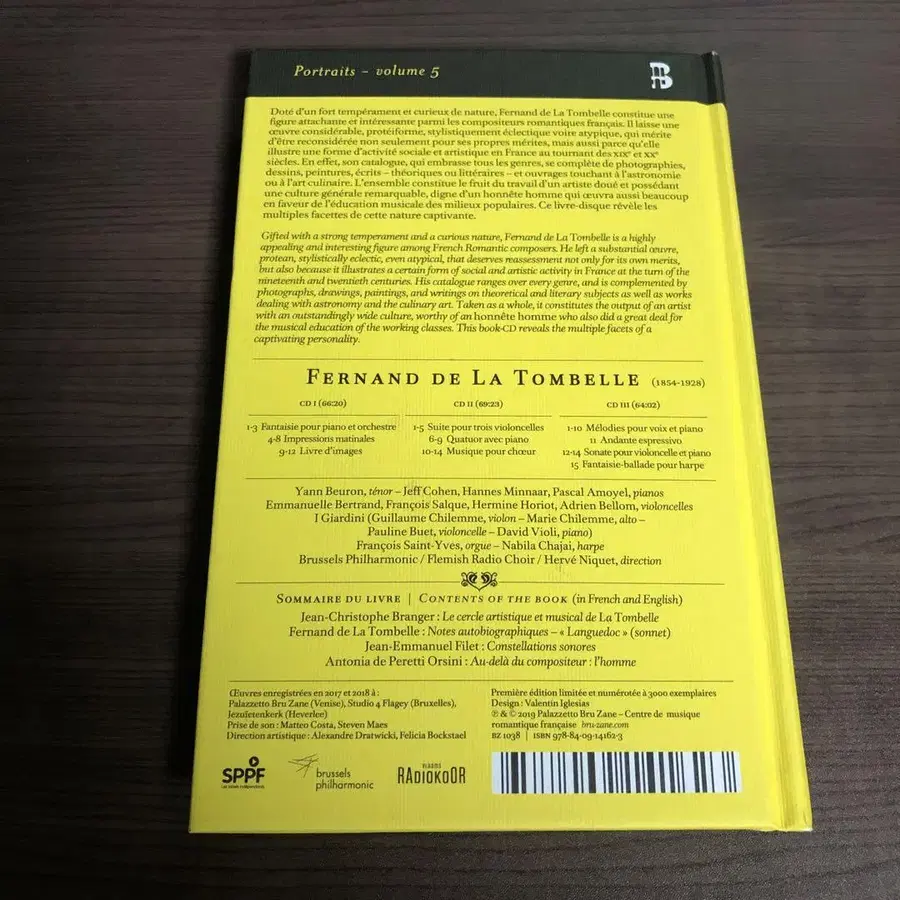 Portraits – volume 5
Doté d'un fort tempérament et curieux de nature, Fernand de La Tombelle constitue une
figure attachante et intéressante parmi les compositeurs romantiques français. Il laisse une
œuvre considérable, protéiforme, stylistiquement éclectique voire atypique, qui mérite
d'être reconsidérée non seulement pour ses propres mérites, mais aussi parce qu'elle
illustre une forme d'activité sociale et artistique en France au tournant des XIXe et XXe
siècles. En effet, son catalogue, qui embrasse tous les genres, se complète de photographies,
dessins, peintures, écrits – théoriques ou littéraires – et ouvrages touchant à l'astronomie
ou à l'art culinaire. L'ensemble constitue le fruit du travail d'un artiste doué et possédant
une culture générale remarquable, digne d'un honnête homme qui œuvra aussi beaucoup
en faveur de l'éducation musicale des milieux populaires. Ce livre-disque révèle les
multiples facettes de cette nature captivante.
Gifted with a strong temperament and a curious nature, Fernand de La Tombelle is a highly
appealing and interesting figure among French Romantic composers. He left a substantial œuvre,
protean, stylistically eclectic, even atypical, that deserves reassessment not only for its own merits,
but also because it illustrates a certain form of social and artistic activity in France at the turn of the
nineteenth and twentieth centuries. His catalogue ranges over every genre, and is complemented by
photographs, drawings, paintings, and writings on theoretical and literary subjects as well as works
dealing with astronomy and the culinary art. Taken as a whole, it constitutes the output of an artist
with an outstandingly wide culture, worthy of an honnête homme who also did a great deal for
the musical education of the working classes. This book-CD reveals the multiple facets of a
captivating personality.
FERNAND DE LA TOMBELLE (1854-1928)
CD I (66:20)
1-3 Fantaisie pour piano et orchestre
4-8 Impressions matinales
9-12 Livre d'images
CD II (69:23)
1-5 Suite pour trois violoncelles
6-9 Quatuor avec piano
10-14 Musique pour chœur
CD III (64:02)
1-10 Mélodies pour voix et piano
11 Andante espressivo
12-14 Sonate pour violoncelle et piano
15 Fantaisie-ballade pour harpe
Yann Beuron, ténor – Jeff Cohen, Hannes Minnaar, Pascal Amoyel, pianos
Emmanuelle Bertrand, François Salque, Hermine Horiot, Adrien Bellom, violoncelles
I Giardini (Guillaume Chilemme, violon – Marie Chilemme, alto –
Pauline Buet, violoncelle – David Violi, piano)
François Saint-Yves, orgue – Nabila Chajai, harpe
Brussels Philharmonic / Flemish Radio Choir / Hervé Niquet, direction
SOMMAIRE DU LIVRE | CONTENTS OF THE BOOK (in French and English)
Jean-Christophe Branger : Le cercle artistique et musical de La Tombelle
Fernand de La Tombelle : Notes autobiographiques – « Languedoc » (sonnet)
Jean-Emmanuel Filet : Constellations sonores
Antonia de Peretti Orsini : Au-delà du compositeur : l'homme
Œuvres enregistrées en 2017 et 2018 à :
Palazzetto Bru Zane (Venise), Studio 4 Flagey (Bruxelles),
Jezuïetenkerk (Heverlee)
Prise de son : Matteo Costa, Steven Maes
Direction artistique : Alexandre Dratwicki, Felicia Bockstael
Première édition limitée et numérotée à 3000 exemplaires
Design : Valentín Iglesias
℗ & © 2019 Palazzetto Bru Zane – Centre de musique
romantique française bru-zane.com
BZ 1038 | ISBN 978-84-09-14162-3
SPPF
brussels
philharmonic
VLAAMS
RADIOKOOR